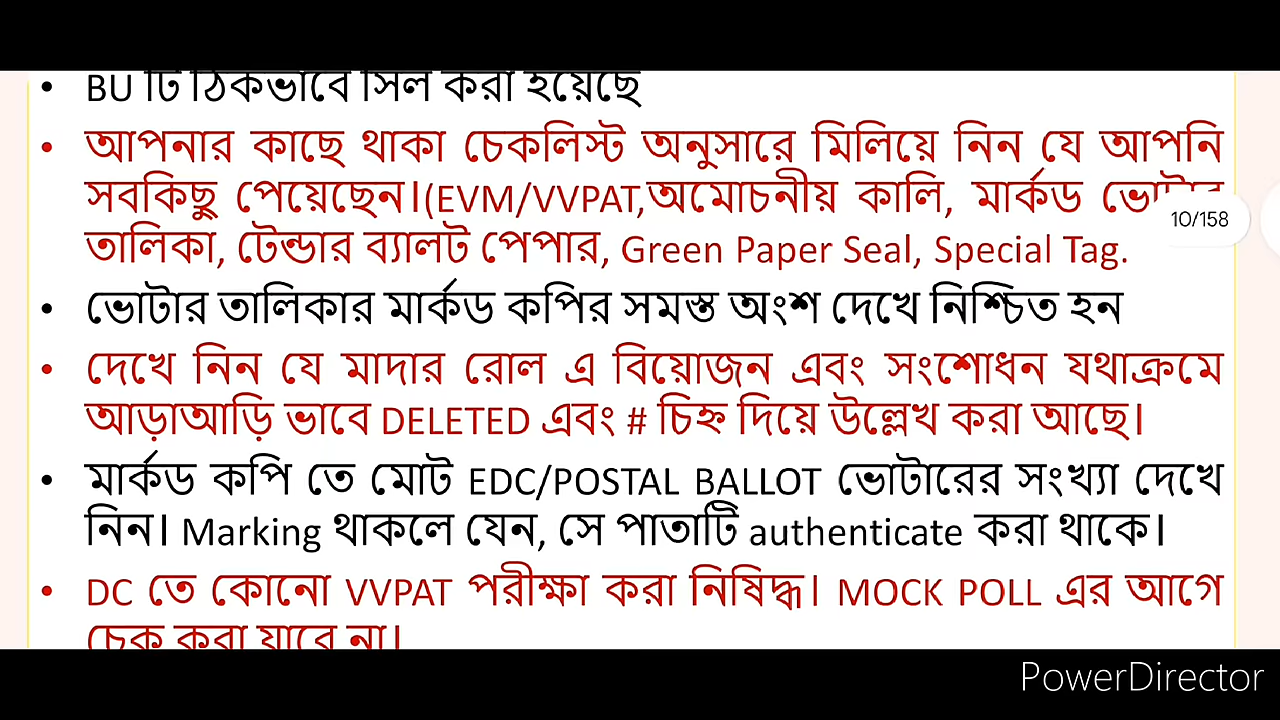 • BU টি ঠিকভাবে সিল করা হয়েছে
• আপনার কাছে থাকা চেকলিস্ট অনুসারে মিলিয়ে নিন যে আপনি
সবকিছু পেয়েছেন।(EVM/VVPAT,অমোচনীয় কালি, মার্কড ভোটার
10/158
তালিকা, টেন্ডার ব্যালট পেপার, Green Paper Seal, Special Tag.
• ভোটার তালিকার মার্কড কপির সমস্ত অংশ দেখে নিশ্চিত হন
• দেখে নিন যে মাদার রোল এ বিয়োজন এবং সংশোধন যথাক্রমে
আড়াআড়ি ভাবে DELETED এবং # চিহ্ন দিয়ে উল্লেখ করা আছে।
• মার্কড কপি তে মোট EDC/POSTAL BALLOT ভোটারের সংখ্যা দেখে
নিন। Marking থাকলে যেন, সে পাতাটি authenticate করা থাকে।
• DC তে কোনো VVPAT পরীক্ষা করা নিষিদ্ধ। MOCK POLL এর আগে
চেক করা যাবে না।
PowerDirector